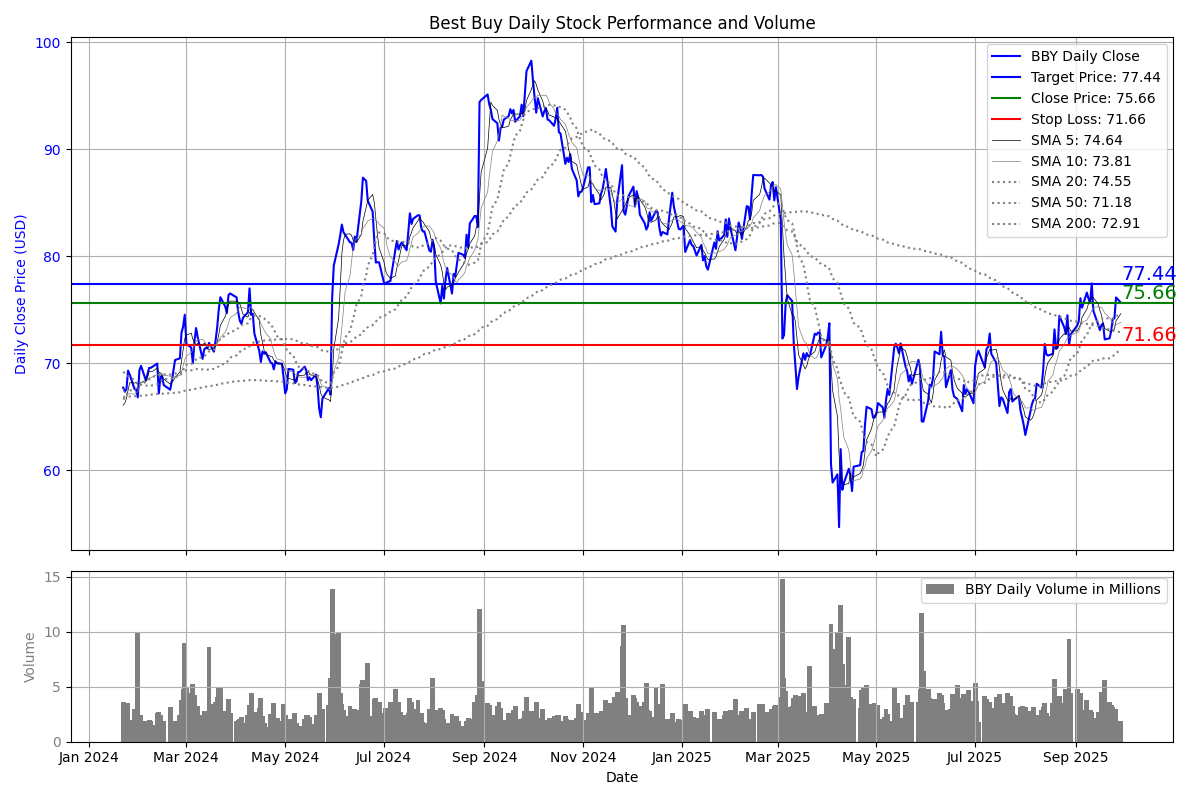 Best Buy Daily Stock Performance and Volume
Daily Close Price (USD)
100
90
80
70
60
BBY Daily Close
Target Price: 77.44
Close Price: 75.66
Stop Loss: 71.66
SMA 5: 74.64
SMA 10: 73.81
SMA 20: 74.55
SMA 50: 71.18
SMA 200: 72.91
77.44
75.66
71.66
Volume
15
10
5
0
BBY Daily Volume in Millions
Jan 2024 Mar 2024 May 2024 Jul 2024 Sep 2024 Nov 2024 Jan 2025 Mar 2025 May 2025 Jul 2025 Sep 2025
Date